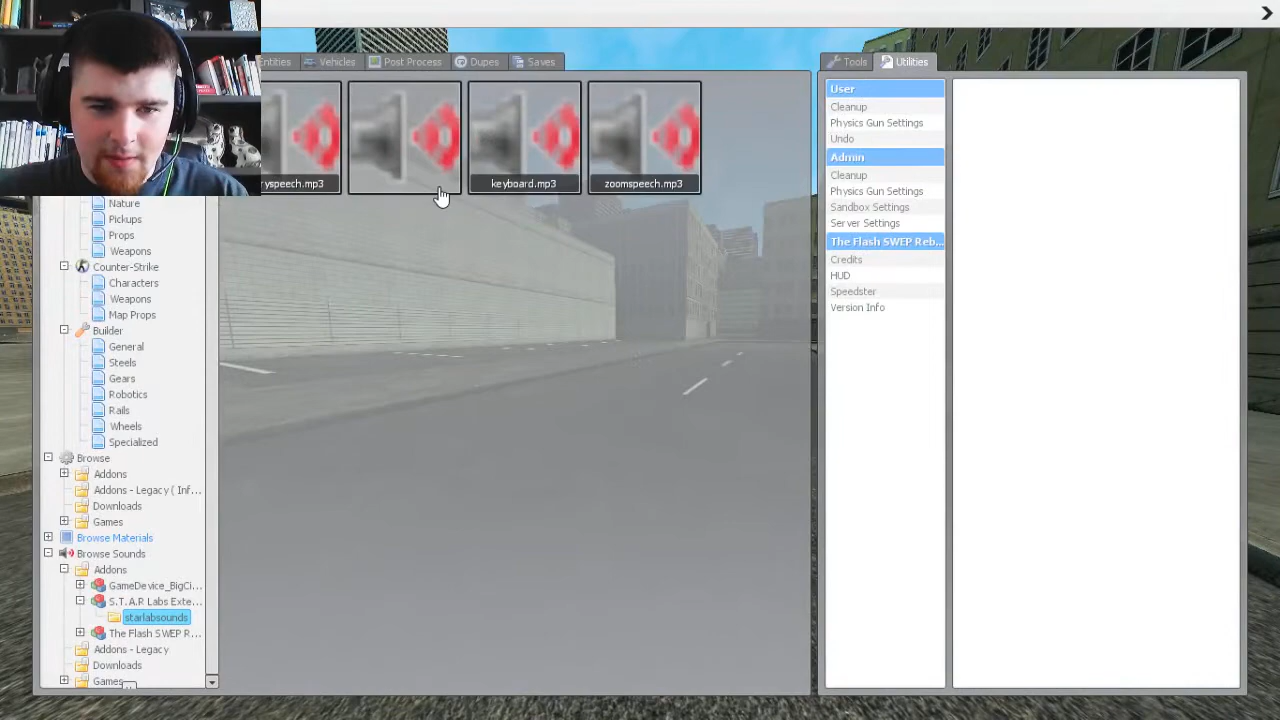 Entities
Vehicles
Post Process
Dupes
Saves
Tools
Utilities
ryspeech.mp3
keyboard.mp3
zoomspeech.mp3
Nature
Pickups
Props
Weapons
Counter-Strike
Characters
Weapons
Map Props
Builder
General
Steels
Gears
Robotics
Rails
Wheels
Specialized
Browse
Addons
Addons - Legacy ( Inf...
Downloads
Games
Browse Materials
Browse Sounds
Addons
GameDevice_BigCi...
S.T.A.R Labs Exte...
starlabsounds
The Flash SWEP R...
Addons - Legacy
Downloads
Games
User
Cleanup
Physics Gun Settings
Undo
Admin
Cleanup
Physics Gun Settings
Sandbox Settings
Server Settings
The Flash SWEP Reb...
Credits
HUD
Speedster
Version Info